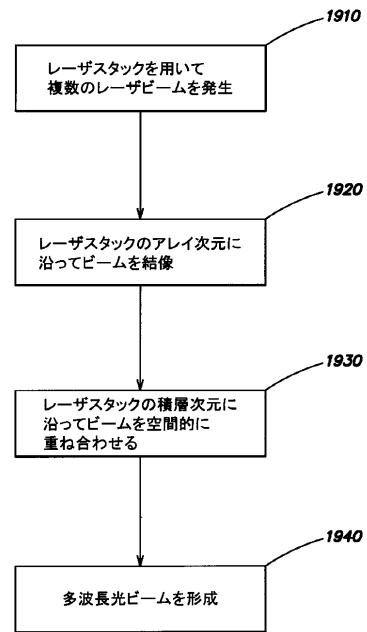 1910
レーザスタックを用いて
複数のレーザビームを発生
1920
レーザスタックのアレイ次元に
沿ってビームを結像
1930
レーザスタックの積層次元に
沿ってビームを空間的に
重ね合わせる
1940
多波長光ビームを形成